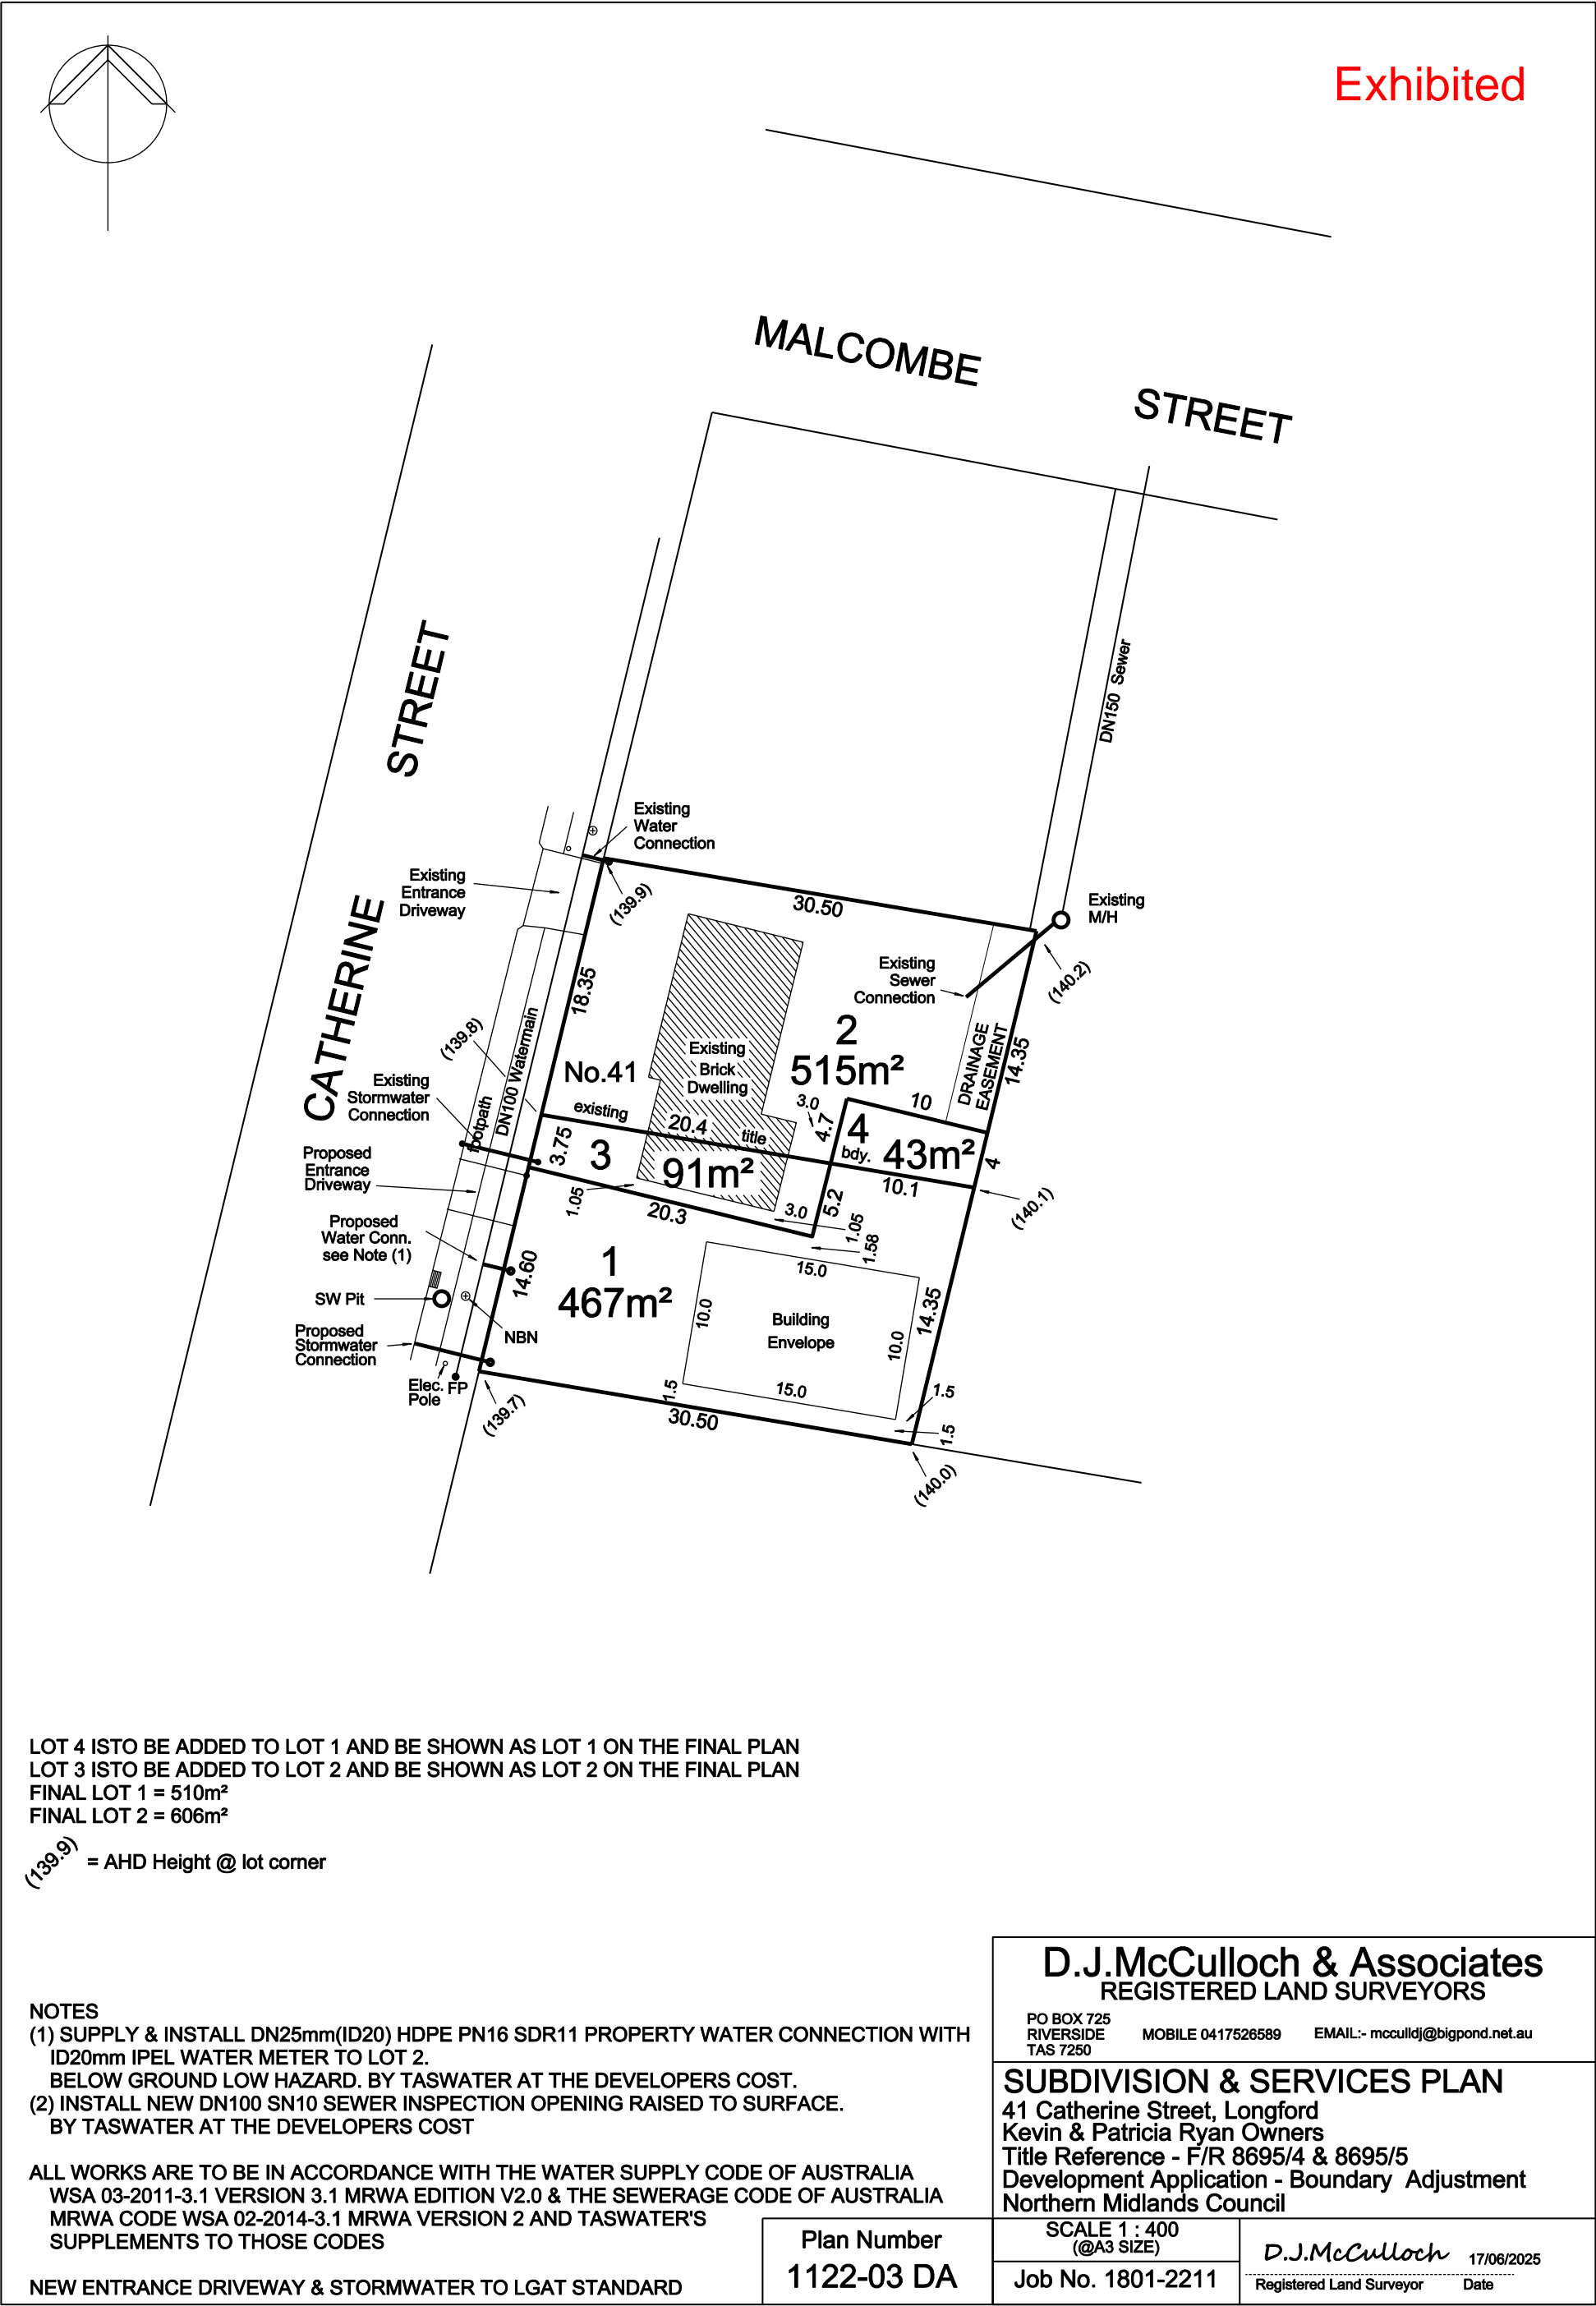 Exhibited
MALCOMBE
STREET
STREET
CATHERINE
DN150 Sewer
Existing
Water
Connection
Existing
Entrance
Driveway
(139.9)
30.50
Existing
M/H
Existing
Sewer
Connection
(140.2)
18.35
(139.8)
DN100 Watermain
footpath
2
515m²
DRAINAGE
EASEMENT
14.35
Existing
Brick
Dwelling
No.41
Existing
Stormwater
Connection
existing
20.4
title
bdy.
3.0
4.7
10
4
43m²
4
Proposed
Entrance
Driveway
3.75
3
91m²
10.1
(140.1)
1.05
20.3
3.0
5.2
1.05
1.58
Proposed
Water Conn.
see Note (1)
14.60
1
467m²
15.0
10.0
Building
Envelope
10.0
14.35
SW Pit
NBN
Proposed
Stormwater
Connection
Elec.
Pole
FP
(139.7)
1.5
15.0
1.5
1.5
30.50
(140.0)
LOT 4 ISTO BE ADDED TO LOT 1 AND BE SHOWN AS LOT 1 ON THE FINAL PLAN
LOT 3 ISTO BE ADDED TO LOT 2 AND BE SHOWN AS LOT 2 ON THE FINAL PLAN
FINAL LOT 1 = 510m²
FINAL LOT 2 = 606m²
(139.9) = AHD Height @ lot corner
NOTES
(1) SUPPLY & INSTALL DN25mm(ID20) HDPE PN16 SDR11 PROPERTY WATER CONNECTION WITH
ID20mm IPEL WATER METER TO LOT 2.
BELOW GROUND LOW HAZARD. BY TASWATER AT THE DEVELOPERS COST.
(2) INSTALL NEW DN100 SN10 SEWER INSPECTION OPENING RAISED TO SURFACE.
BY TASWATER AT THE DEVELOPERS COST
ALL WORKS ARE TO BE IN ACCORDANCE WITH THE WATER SUPPLY CODE OF AUSTRALIA
WSA 03-2011-3.1 VERSION 3.1 MRWA EDITION V2.0 & THE SEWERAGE CODE OF AUSTRALIA
MRWA CODE WSA 02-2014-3.1 MRWA VERSION 2 AND TASWATER'S
SUPPLEMENTS TO THOSE CODES
NEW ENTRANCE DRIVEWAY & STORMWATER TO LGAT STANDARD
Plan Number
1122-03 DA
D.J.McCulloch & Associates
REGISTERED LAND SURVEYORS
PO BOX 725
RIVERSIDE
TAS 7250
MOBILE 0417526589
EMAIL:- mcculldj@bigpond.net.au
SUBDIVISION & SERVICES PLAN
41 Catherine Street, Longford
Kevin & Patricia Ryan Owners
Title Reference - F/R 8695/4 & 8695/5
Development Application - Boundary Adjustment
Northern Midlands Council
SCALE 1 : 400
(@A3 SIZE)
Job No. 1801-2211
D.J.McCulloch 17/06/2025
Registered Land Surveyor Date